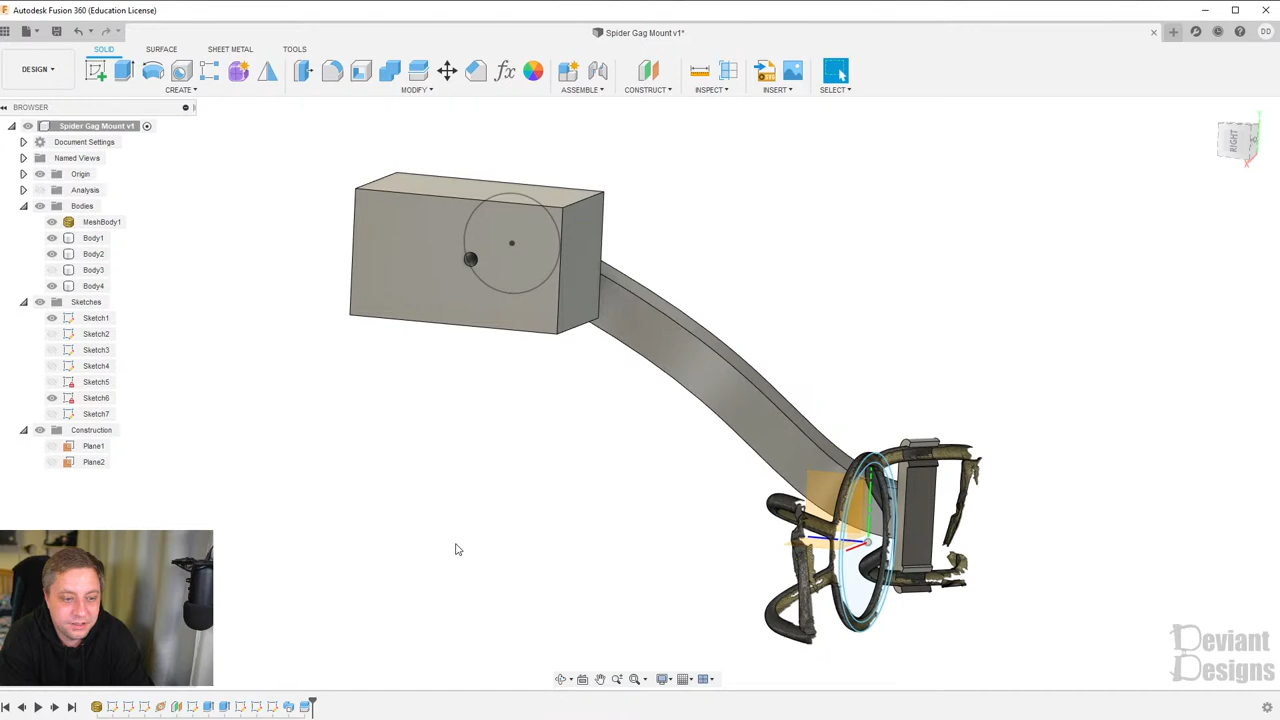 Autodesk Fusion 360 (Education License)
Spider Gag Mount v1*
DD
SOLID SURFACE SHEET METAL TOOLS
DESIGN
CREATE MODIFY ASSEMBLE CONSTRUCT INSPECT INSERT SELECT
BROWSER
Spider Gag Mount v1
Document Settings
Named Views
Origin
Analysis
Bodies
MeshBody1
Body1
Body2
Body3
Body4
Sketches
Sketch1
Sketch2
Sketch3
Sketch4
Sketch5
Sketch6
Sketch7
Construction
Plane1
Plane2
RIGHT
X
Deviant
Designs